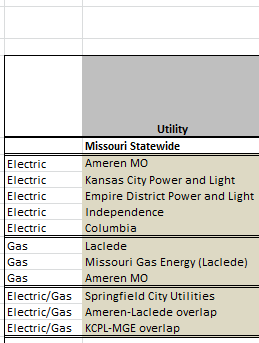 Utility
Missouri Statewide
Electric Ameren MO
Electric Kansas City Power and Light
Electric Empire District Power and Light
Electric Independence
Electric Columbia
Gas Laclede
Gas Missouri Gas Energy (Laclede)
Gas Ameren MO
Electric/Gas Springfield City Utilities
Electric/Gas Ameren-Laclede overlap
Electric/Gas KCPL-MGE overlap